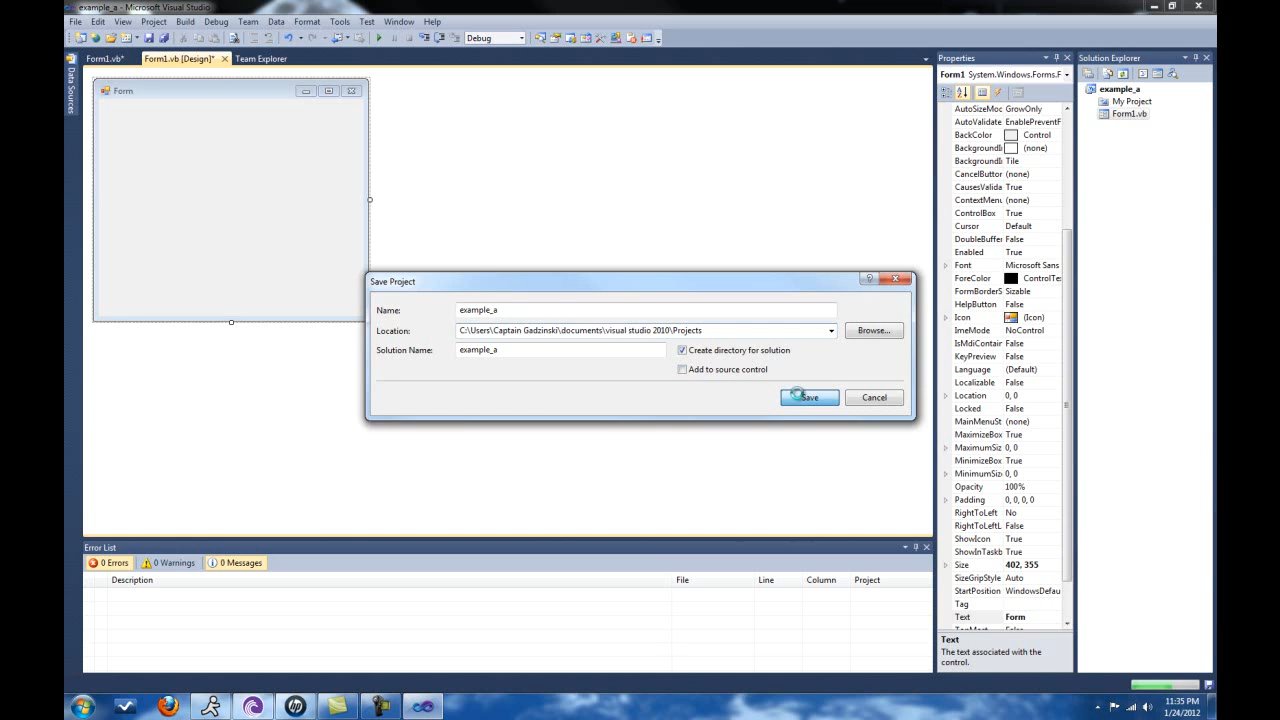 example_a - Microsoft Visual Studio
File Edit View Project Build Debug Team Data Format Tools Test Window Help
Debug
Form1.vb* Form1.vb [Design]* Team Explorer
Data Sources
Form
Save Project
Name: example_a
Location: C:\Users\Captain Gadzinski\documents\visual studio 2010\Projects Browse...
Solution Name: example_a Create directory for solution
Add to source control
Save Cancel
Error List
0 Errors 0 Warnings 0 Messages
Description File Line Column Project
Properties
Form1 System.Windows.Forms.F
AutoSizeMod GrowOnly
AutoValidate EnablePreventF
BackColor Control
BackgroundI (none)
BackgroundI Tile
CancelButton (none)
CausesValida True
ContextMenu (none)
ControlBox True
Cursor Default
DoubleBuffer False
Enabled True
Font Microsoft Sans
ForeColor ControlTe
FormBorderS Sizable
HelpButton False
Icon (Icon)
ImeMode NoControl
IsMdiContain False
KeyPreview False
Language (Default)
Localizable False
Location 0, 0
Locked False
MainMenuSt (none)
MaximizeBox True
MaximumSiz 0, 0
MinimizeBox True
MinimumSiz 0, 0
Opacity 100%
Padding 0, 0, 0, 0
RightToLeft No
RightToLeftL False
ShowIcon True
ShowInTaskb True
Size 402, 355
SizeGripStyle Auto
StartPosition WindowsDefau
Tag
Text Form
Text
The text associated with the
control.
Solution Explorer
example_a
My Project
Form1.vb
hp
11:35 PM
1/24/2012